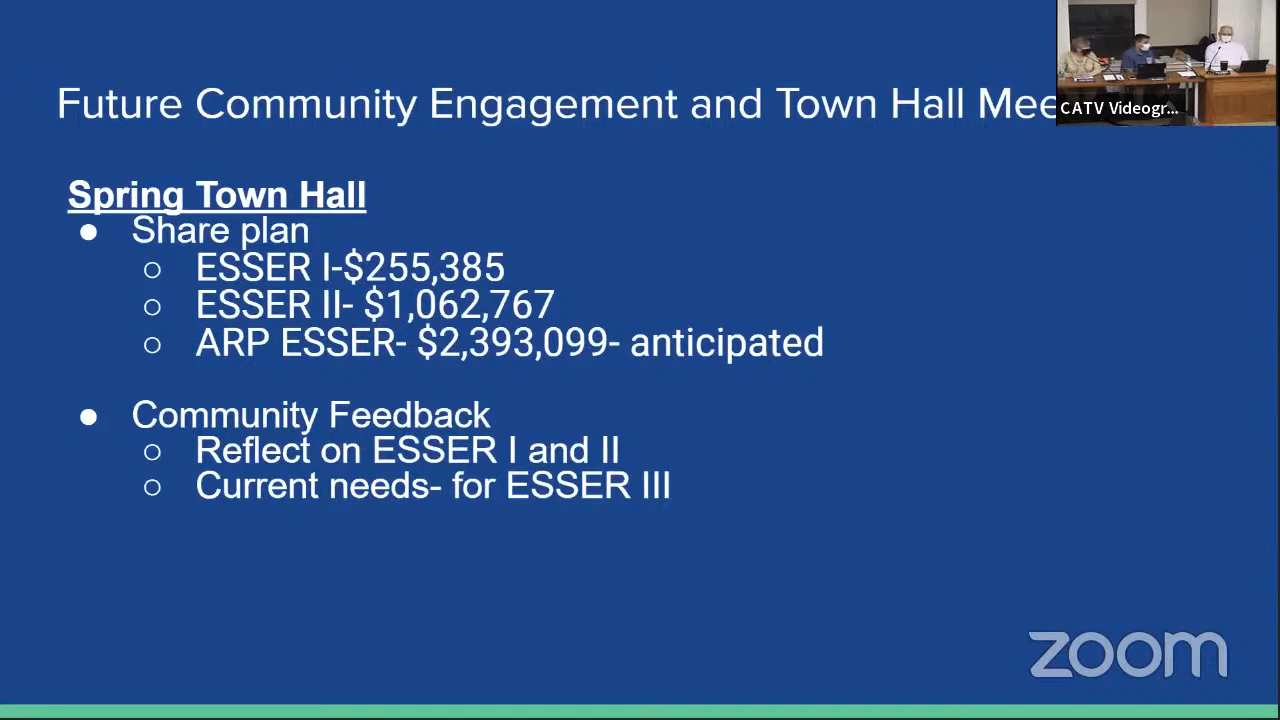 Future Community Engagement and Town Hall Mee
CATV Videogr...
Spring Town Hall
● Share plan
○ ESSER I-$255,385
○ ESSER II- $1,062,767
○ ARP ESSER- $2,393,099- anticipated
● Community Feedback
○ Reflect on ESSER I and II
○ Current needs- for ESSER III
zoom